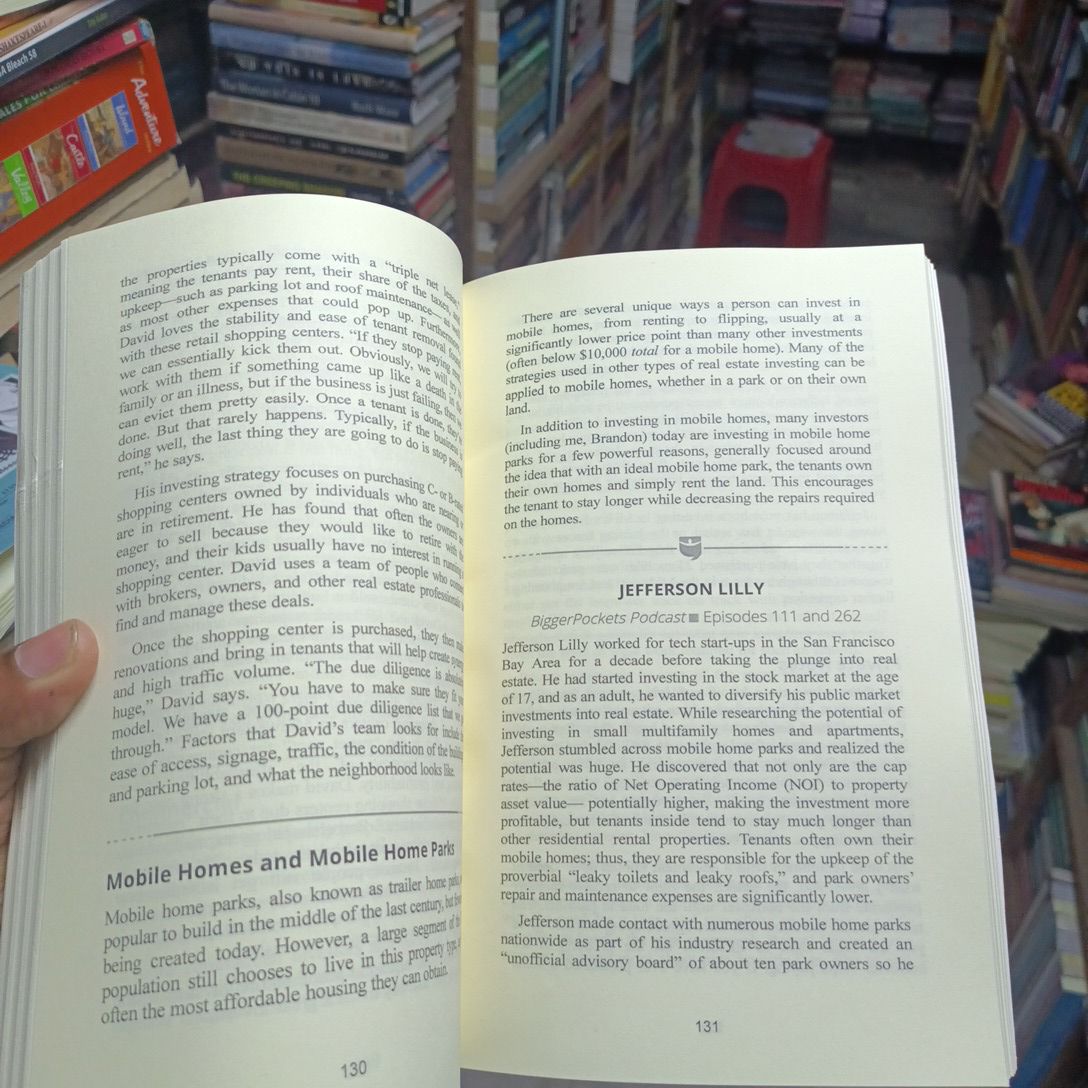 A Bleach 58
Adventure
Island
Castle
Valley
the properties typically come with a “triple net lease,”
meaning the tenants pay rent, their share of the taxes, and
upkeep—such as parking lot and roof maintenance—as well
as most other expenses that could pop up. Furthermore,
David loves the stability and ease of tenant removal
with these retail shopping centers. “If they stop paying
we can essentially kick them out. Obviously, we will try to
work with them if something came up like a death in the
family or an illness, but if the business is just failing,
can evict them pretty easily. Once a tenant is done, they're
done. But that rarely happens. Typically, if the business is
doing well, the last thing they are going to do is stop paying
rent,” he says.
His investing strategy focuses on purchasing C- or B-
shopping centers owned by individuals who are nearing or
are in retirement. He has found that often the owners are
eager to sell because they would like to retire with the
money, and their kids usually have no interest in running a
shopping center. David uses a team of people who
with brokers, owners, and other real estate professionals
find and manage these deals.
Once the shopping center is purchased, they then
renovations and bring in tenants that will help create
and high traffic volume. “The due diligence is absolutely
huge,” David says. “You have to make sure they fit your
model. We have a 100-point due diligence list that we go
through.” Factors that David’s team looks for include
ease of access, signage, traffic, the condition of the building
and parking lot, and what the neighborhood looks like.
Mobile Homes and Mobile Home Parks
Mobile home parks, also known as trailer home parks,
popular to build in the middle of the last century, but
being created today. However, a large segment of the
population still chooses to live in this property type, as
often the most affordable housing they can obtain.
130
There are several unique ways a person can invest in
mobile homes, from renting to flipping, usually at a
significantly lower price point than many other investments
(often below $10,000 total for a mobile home). Many of the
strategies used in other types of real estate investing can be
applied to mobile homes, whether in a park or on their own
land.
In addition to investing in mobile homes, many investors
(including me, Brandon) today are investing in mobile home
parks for a few powerful reasons, generally focused around
the idea that with an ideal mobile home park, the tenants own
their own homes and simply rent the land. This encourages
the tenant to stay longer while decreasing the repairs required
on the homes.
JEFFERSON LILLY
BiggerPockets Podcast ■ Episodes 111 and 262
Jefferson Lilly worked for tech start-ups in the San Francisco
Bay Area for a decade before taking the plunge into real
estate. He had started investing in the stock market at the age
of 17, and as an adult, he wanted to diversify his public market
investments into real estate. While researching the potential of
investing in small multifamily homes and apartments,
Jefferson stumbled across mobile home parks and realized the
potential was huge. He discovered that not only are the cap
rates—the ratio of Net Operating Income (NOI) to property
asset value— potentially higher, making the investment more
profitable, but tenants inside tend to stay much longer than
other residential rental properties. Tenants often own their
mobile homes; thus, they are responsible for the upkeep of the
proverbial “leaky toilets and leaky roofs,” and park owners’
repair and maintenance expenses are significantly lower.
Jefferson made contact with numerous mobile home parks
nationwide as part of his industry research and created an
“unofficial advisory board” of about ten park owners so he
131